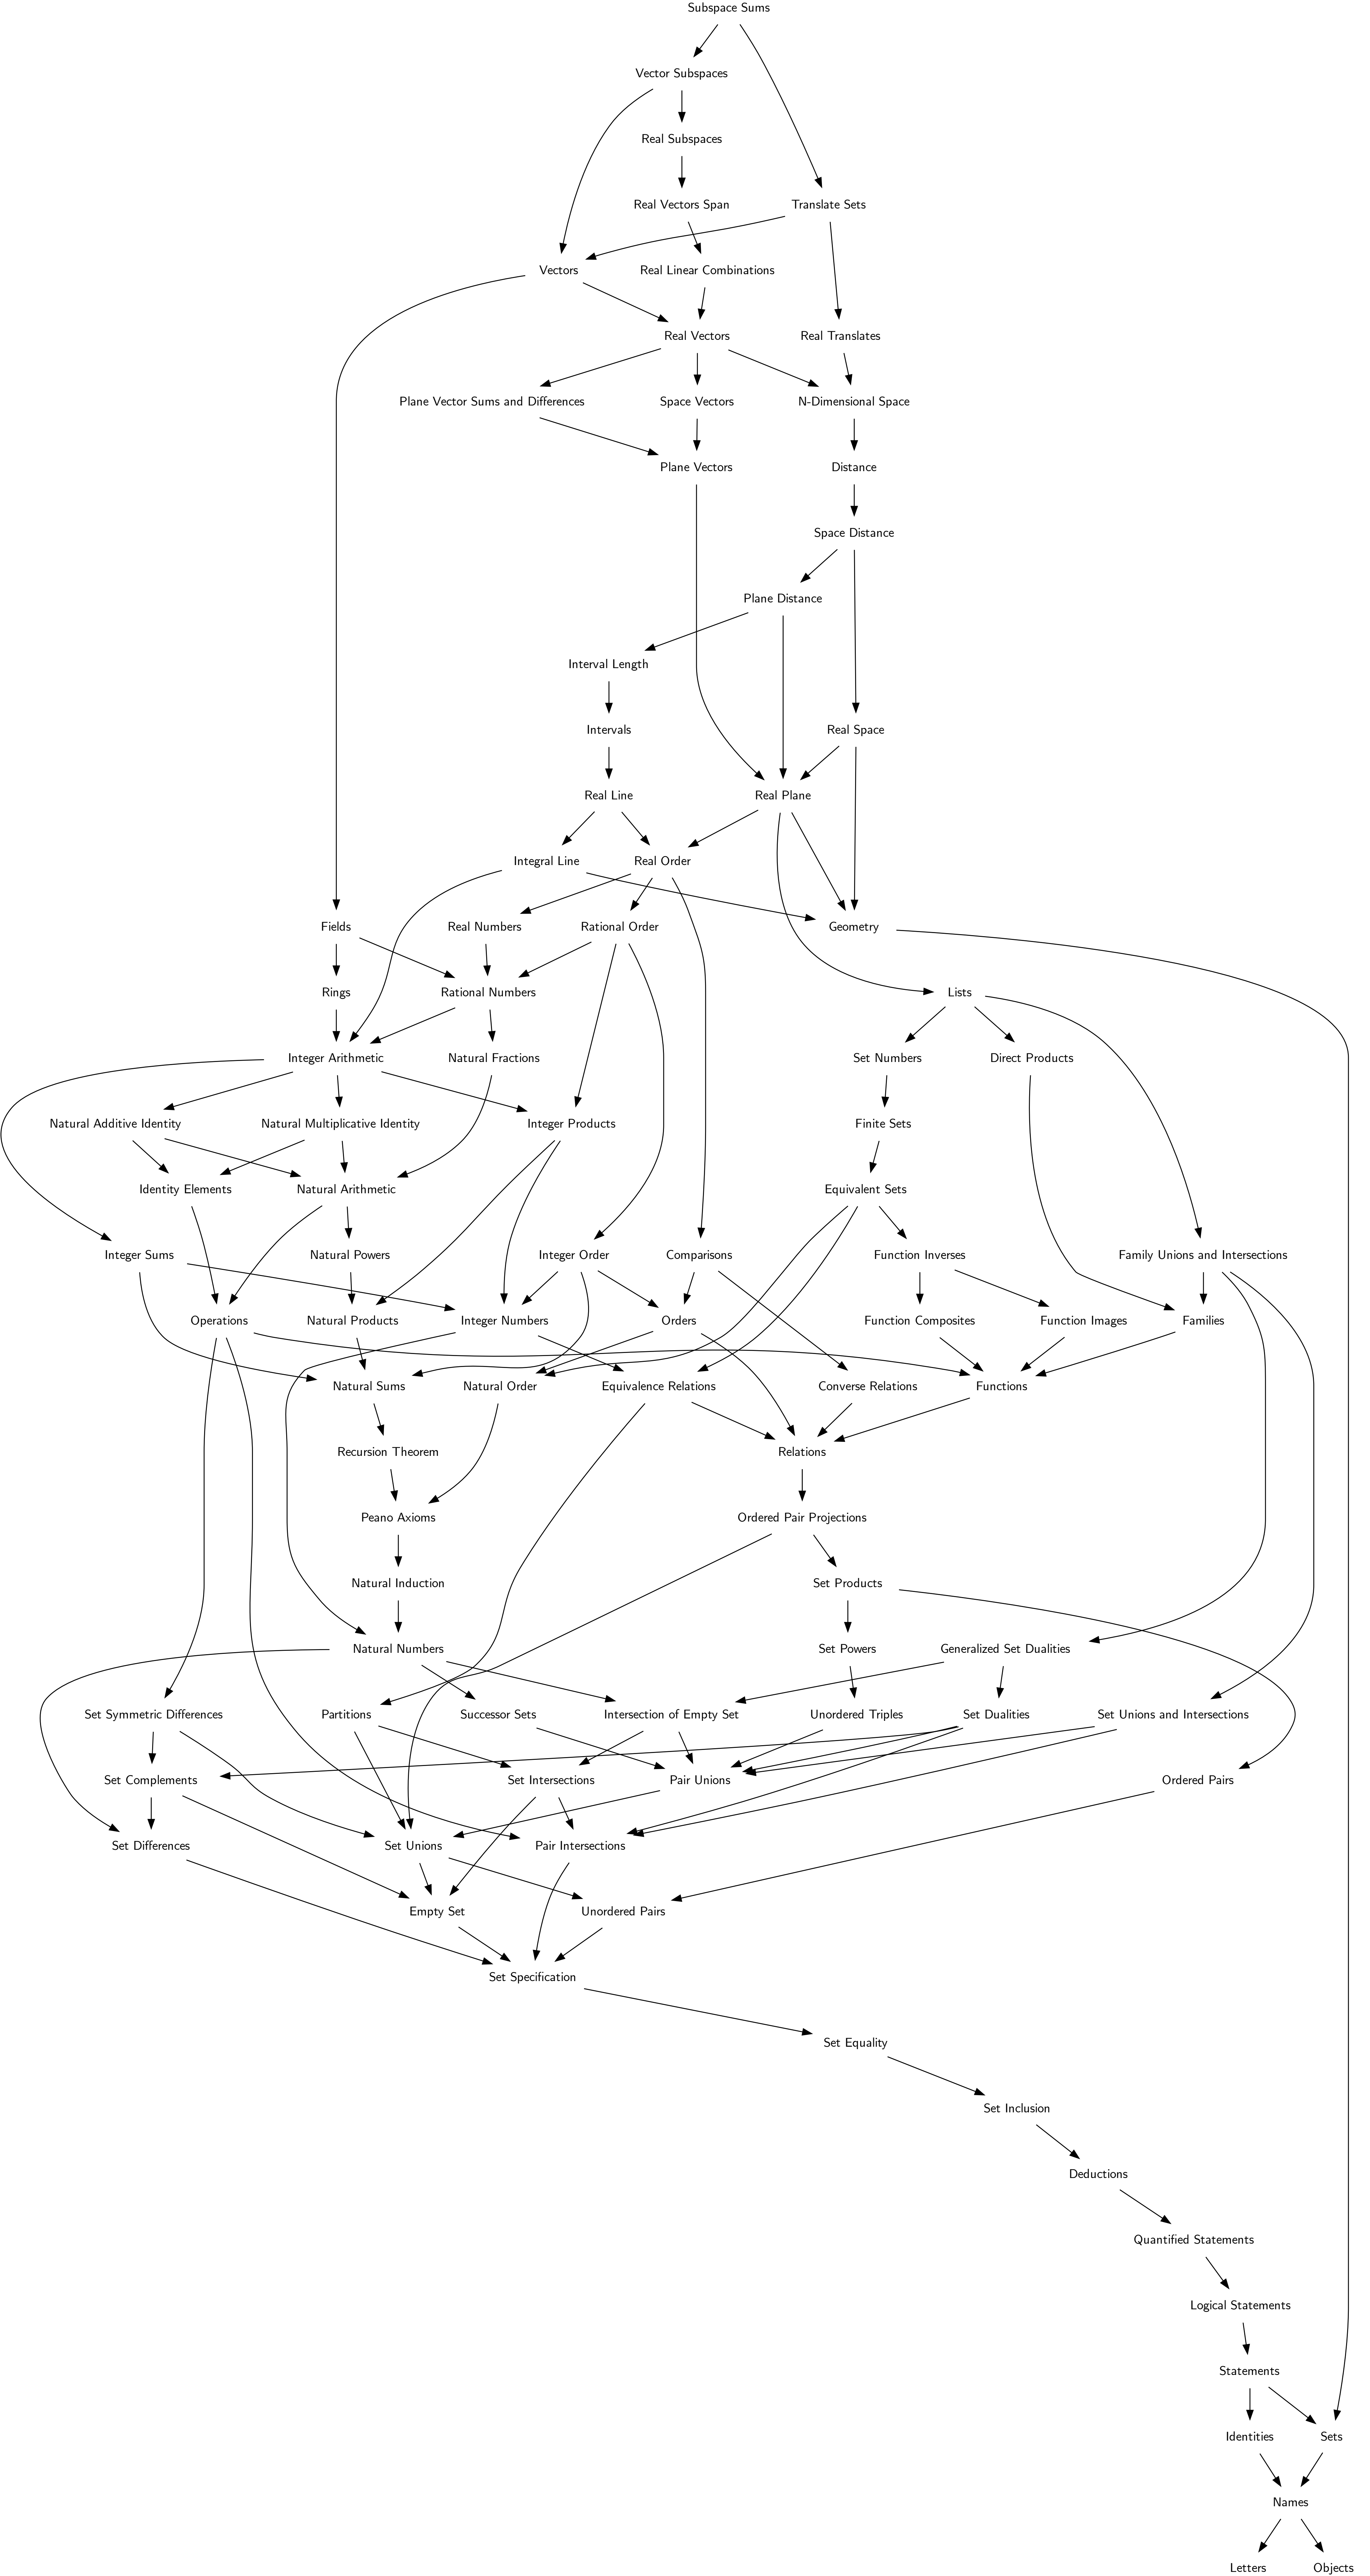 Subspace Sums
Vector Subspaces
Real Subspaces
Real Vectors Span
Translate Sets
Vectors
Real Linear Combinations
Real Vectors
Real Translates
Plane Vector Sums and Differences
Space Vectors
N-Dimensional Space
Plane Vectors
Distance
Space Distance
Plane Distance
Interval Length
Intervals
Real Space
Real Line
Real Plane
Integral Line
Real Order
Fields
Real Numbers
Rational Order
Geometry
Rings
Rational Numbers
Lists
Integer Arithmetic
Natural Fractions
Set Numbers
Direct Products
Natural Additive Identity
Natural Multiplicative Identity
Integer Products
Finite Sets
Identity Elements
Natural Arithmetic
Equivalent Sets
Integer Sums
Natural Powers
Integer Order
Comparisons
Function Inverses
Family Unions and Intersections
Operations
Natural Products
Integer Numbers
Orders
Function Composites
Function Images
Families
Natural Sums
Natural Order
Equivalence Relations
Converse Relations
Functions
Recursion Theorem
Relations
Peano Axioms
Ordered Pair Projections
Natural Induction
Set Products
Natural Numbers
Set Powers
Generalized Set Dualities
Set Symmetric Differences
Partitions
Successor Sets
Intersection of Empty Set
Unordered Triples
Set Dualities
Set Unions and Intersections
Set Complements
Set Intersections
Pair Unions
Ordered Pairs
Set Differences
Set Unions
Pair Intersections
Empty Set
Unordered Pairs
Set Specification
Set Equality
Set Inclusion
Deductions
Quantified Statements
Logical Statements
Statements
Identities
Sets
Names
Letters
Objects